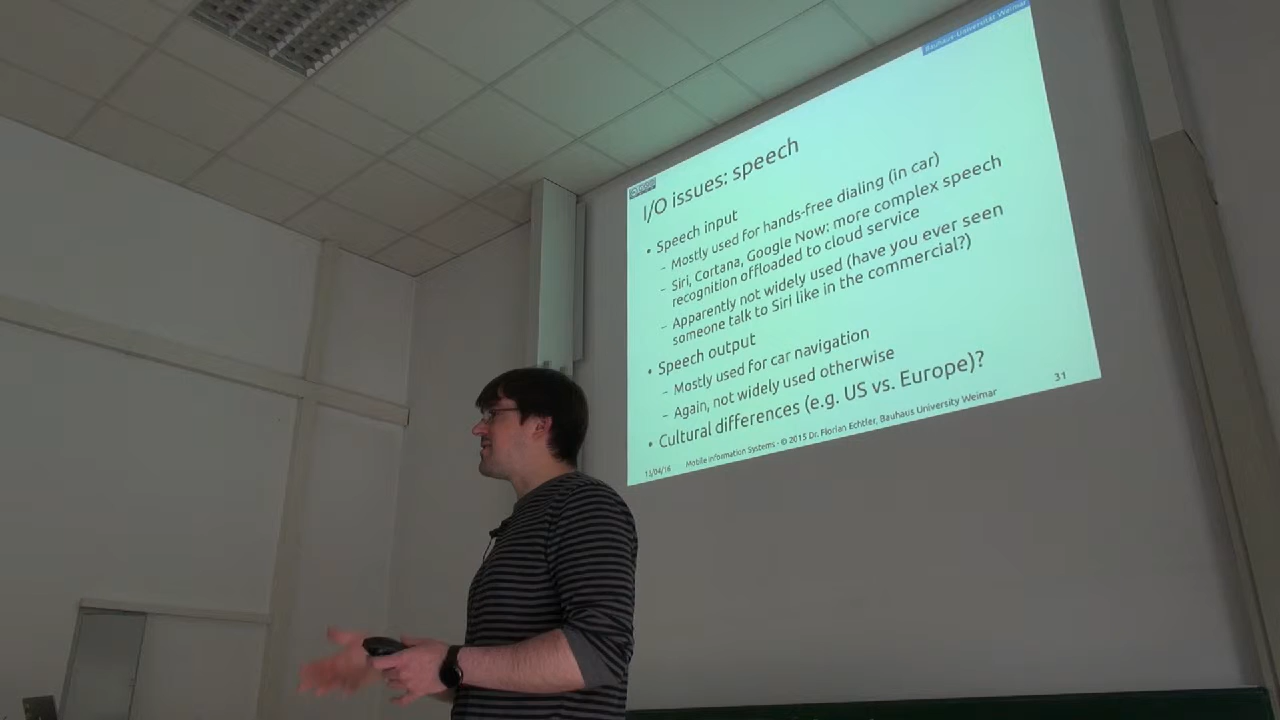 Bauhaus-Universität Weimar
I/O issues: speech
• Speech input
– Mostly used for hands-free dialing (in car)
– Siri, Cortana, Google Now: more complex speech
recognition offloaded to cloud service
– Apparently not widely used (have you ever seen
someone talk to Siri like in the commercial?)
• Speech output
– Mostly used for car navigation
– Again, not widely used otherwise
• Cultural differences (e.g. US vs. Europe)?
13/04/16 Mobile Information Systems - © 2015 Dr. Florian Echtler, Bauhaus University Weimar 31